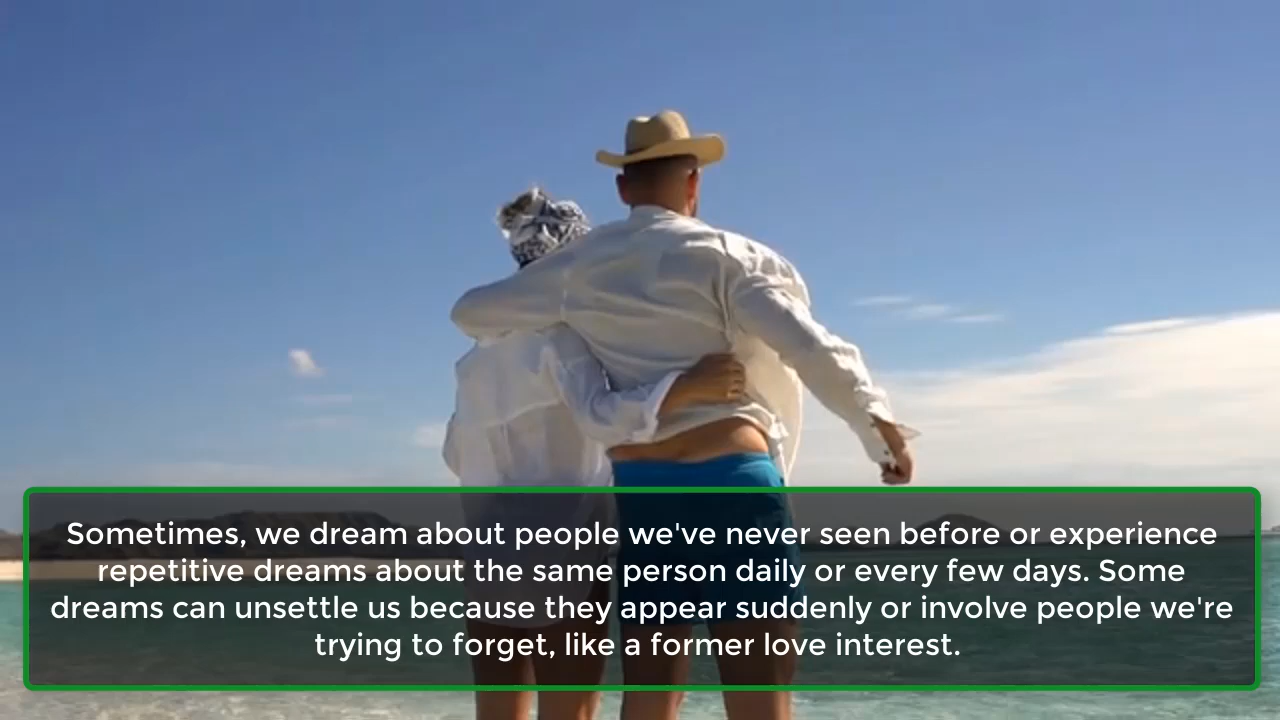 Sometimes, we dream about people we've never seen before or experience
repetitive dreams about the same person daily or every few days. Some
dreams can unsettle us because they appear suddenly or involve people we're
trying to forget, like a former love interest.